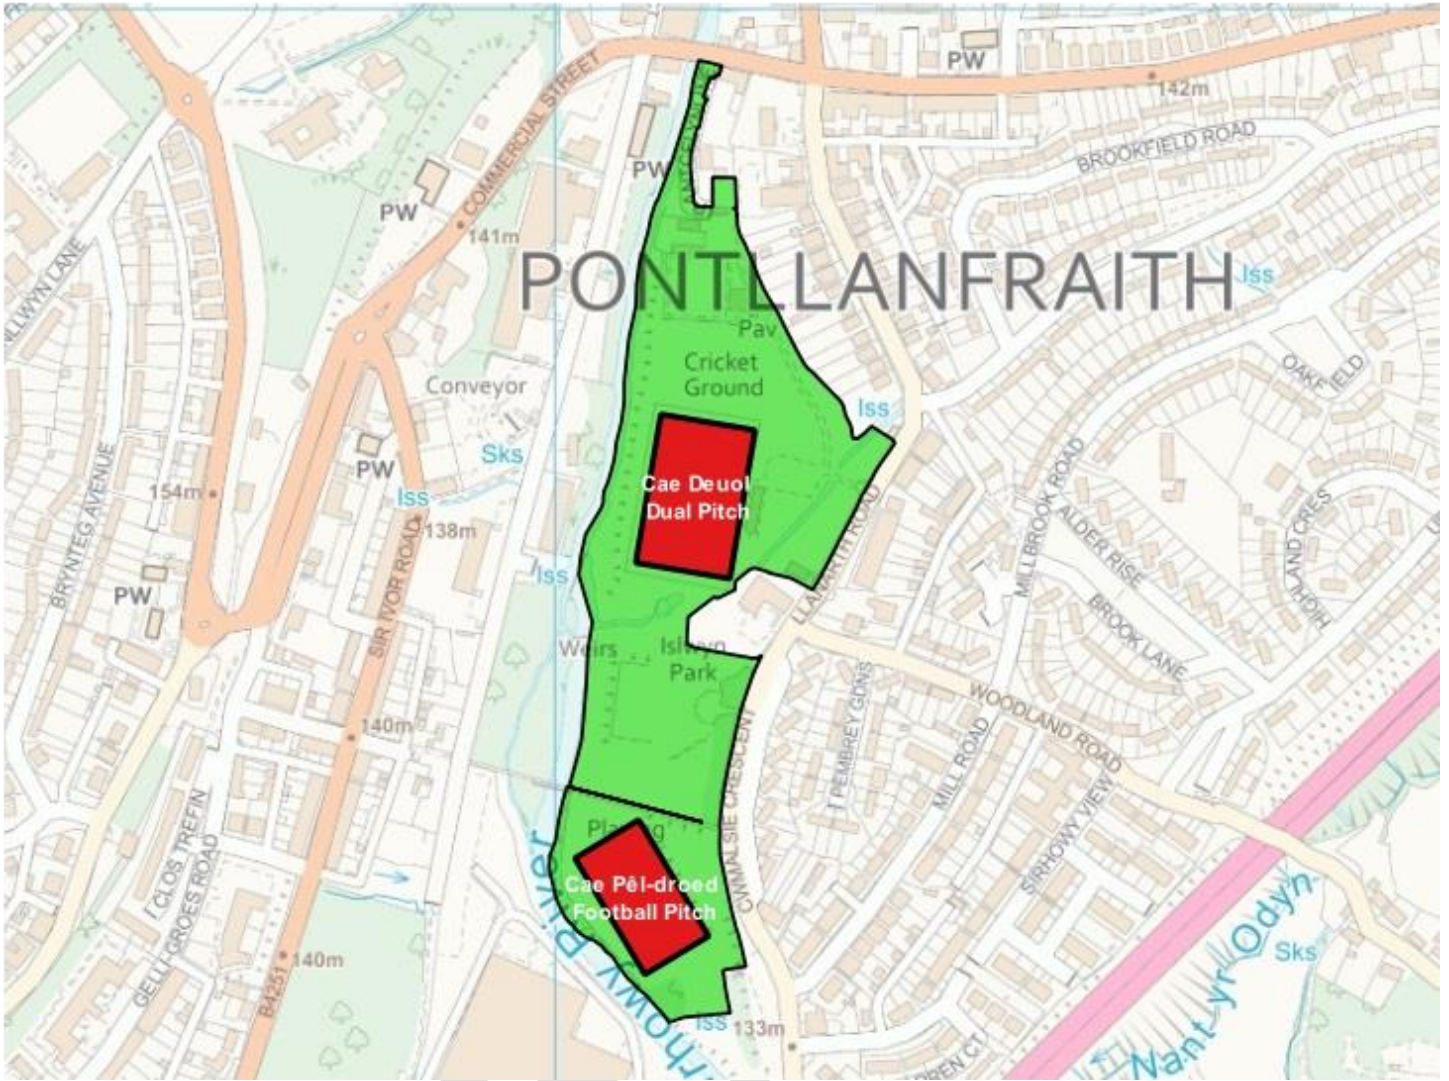 PW
142m
BROOKFIELD ROAD
COMMERCIAL STREET
PW
PW
141m
PONTLLANFRAITH
Iss
Pav
Cricket
Ground
OAKFIELD
Conveyor
Iss
Sks
PW
154m
Iss
138m
Cae Deuol
Dual Pitch
BRYNTEG AVENUE
MILLBROOK ROAD
ALDER RISE
HIGHLAND CRES
LLANARTH ROAD
Iss
PW
SIR IVOR ROAD
BROOK LANE
Weirs
Islwyn
Park
WOODLAND ROAD
140m
PEMBREY GDNS
MILL ROAD
SIRHOWY VIEW
CLOS TREFIN
GELLI-GROES ROAD
Playing
Cae Pêl-droed
Football Pitch
140m
B4251
Nant yr Odyn
Sks
Iss
133m